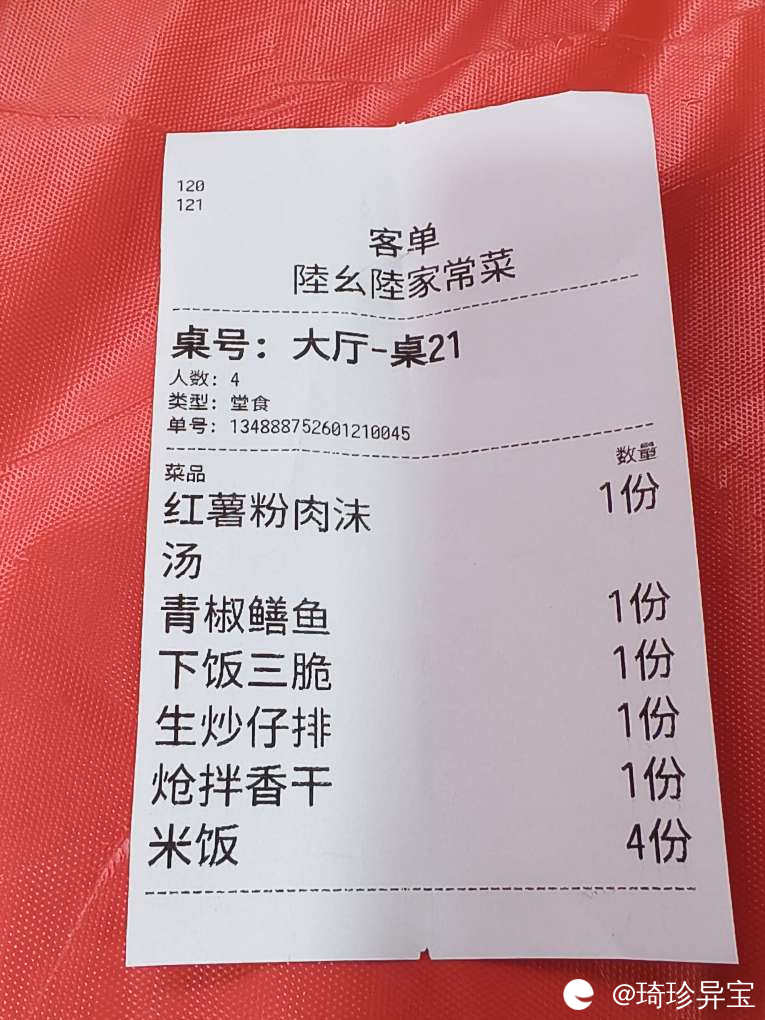 120
121
客单
陸幺陸家常菜
桌号: 大厅-桌21
人数: 4
类型: 堂食
单号: 134888752601210045
菜品 数量
红薯粉肉沫 1份
汤
青椒鳝鱼 1份
下饭三脆 1份
生炒仔排 1份
炝拌香干 1份
米饭 4份
@琦珍异宝